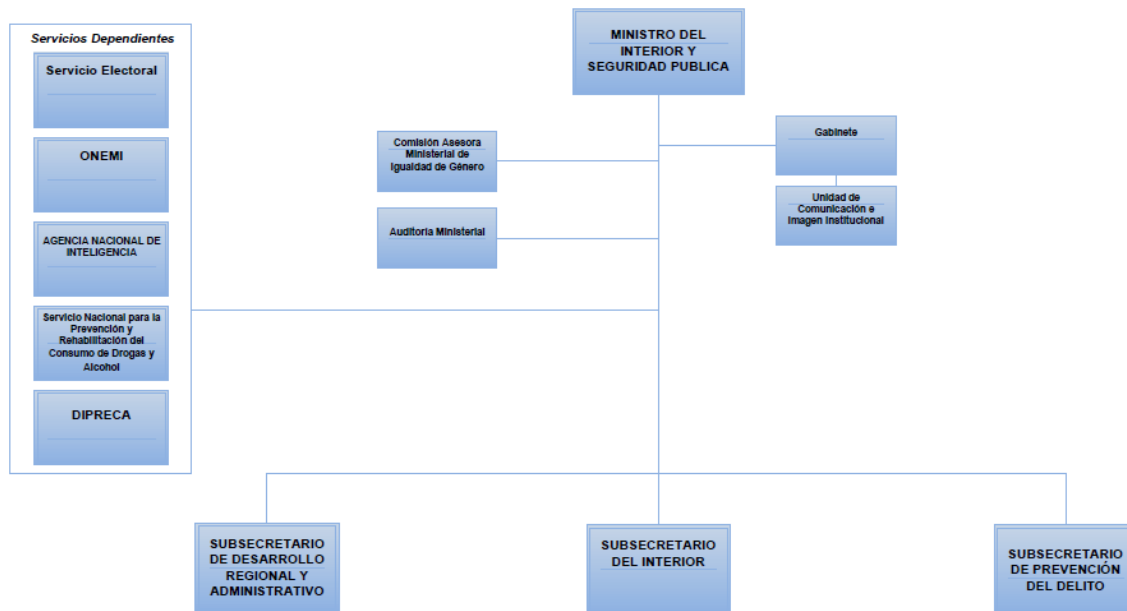 Servicios Dependientes
Servicio Electoral
ONEMI
AGENCIA NACIONAL DE
INTELIGENCIA
Servicio Nacional para la
Prevención y
Rehabilitación del
Consumo de Drogas y
Alcohol
DIPRECA
MINISTRO DEL
INTERIOR Y
SEGURIDAD PUBLICA
Comisión Asesora
Ministerial de
Igualdad de Género
Auditoria Ministerial
Gabinete
Unidad de
Comunicación e
Imagen Institucional
SUBSECRETARIO
DE DESARROLLO
REGIONAL Y
ADMINISTRATIVO
SUBSECRETARIO
DEL INTERIOR
SUBSECRETARIO
DE PREVENCIÓN
DEL DELITO